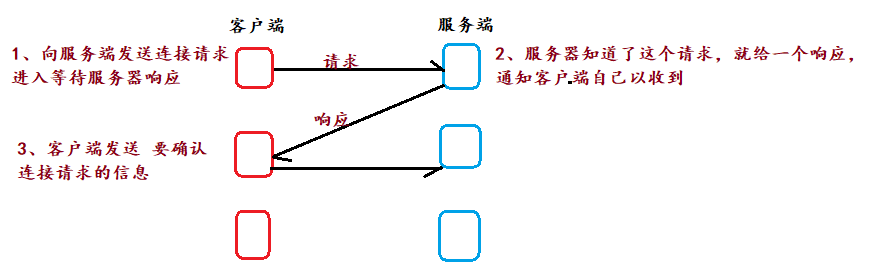 客户端
服务端
1、向服务端发送连接请求
进入等待服务器响应
请求
2、服务器知道了这个请求，就给一个响应，
通知客户端自己以收到
响应
3、客户端发送 要确认
连接请求的信息